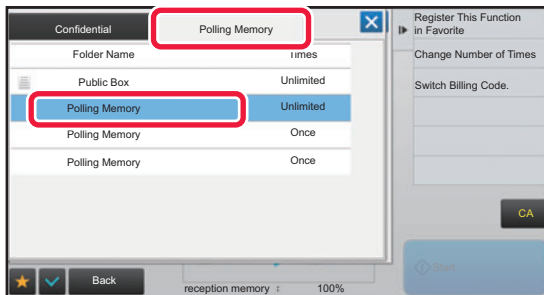 Confidential
Polling Memory
Folder Name
Times
Public Box
Unlimited
Polling Memory
Unlimited
Polling Memory
Once
Polling Memory
Once
Back
reception memory : 100%
Register This Function
in Favorite
Change Number of Times
Switch Billing Code.
CA
Start